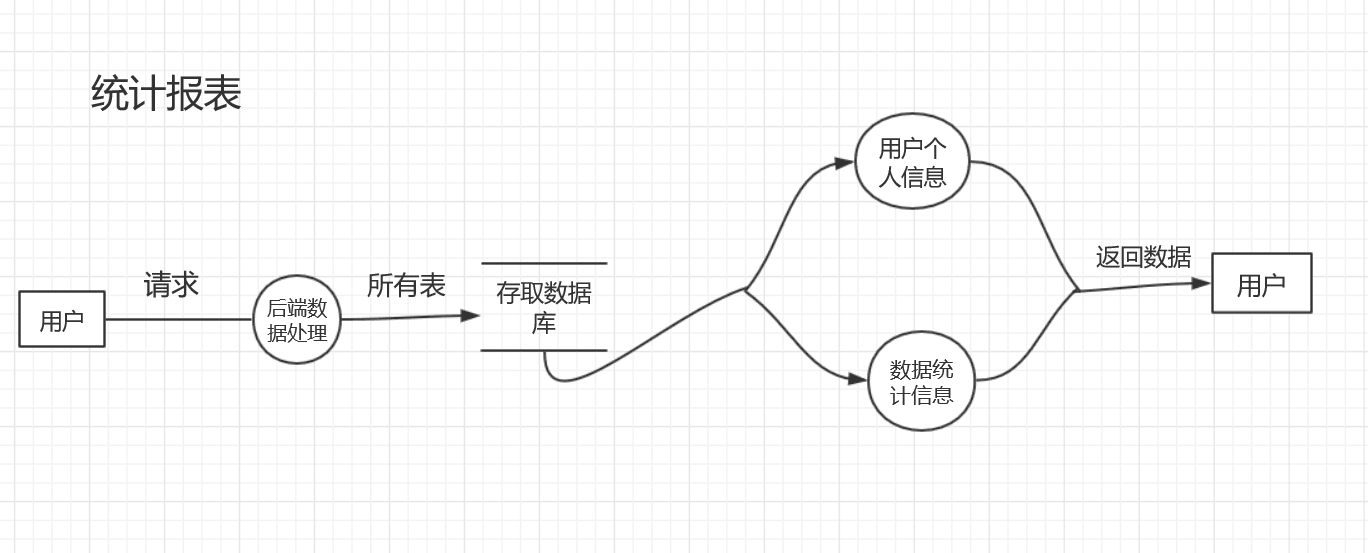 统计报表
用户
请求
后端数
据处理
所有表
存取数据
库
用户个
人信息
数据统
计信息
返回数据
用户